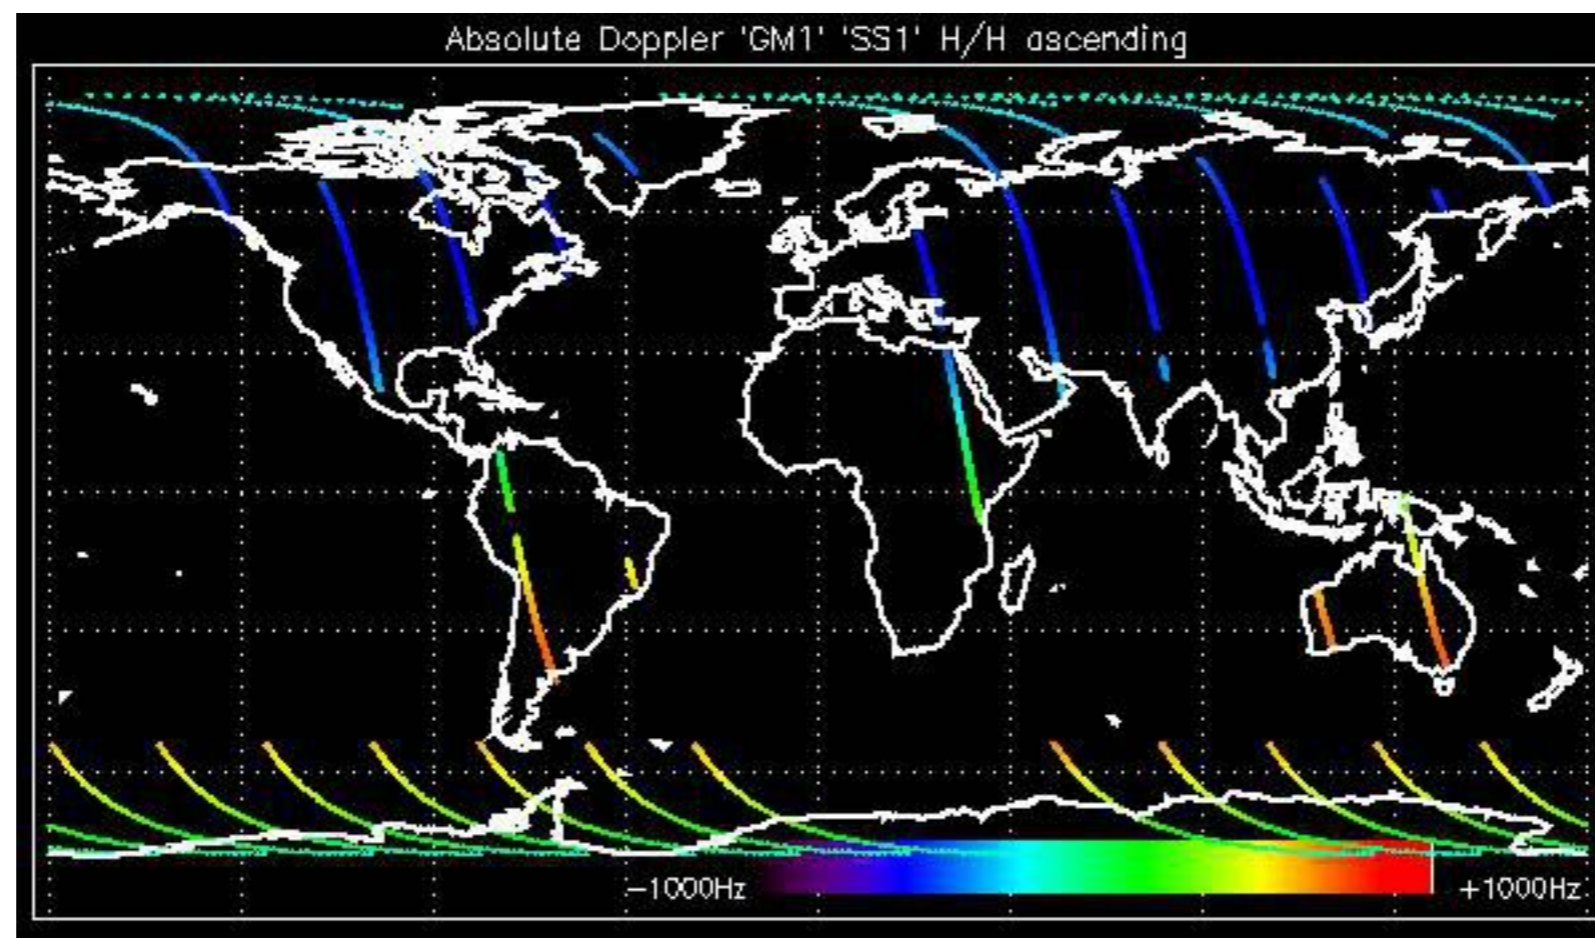 Absolute Doppler 'GM1' 'SS1' H/H ascending
-1000Hz
+1000Hz